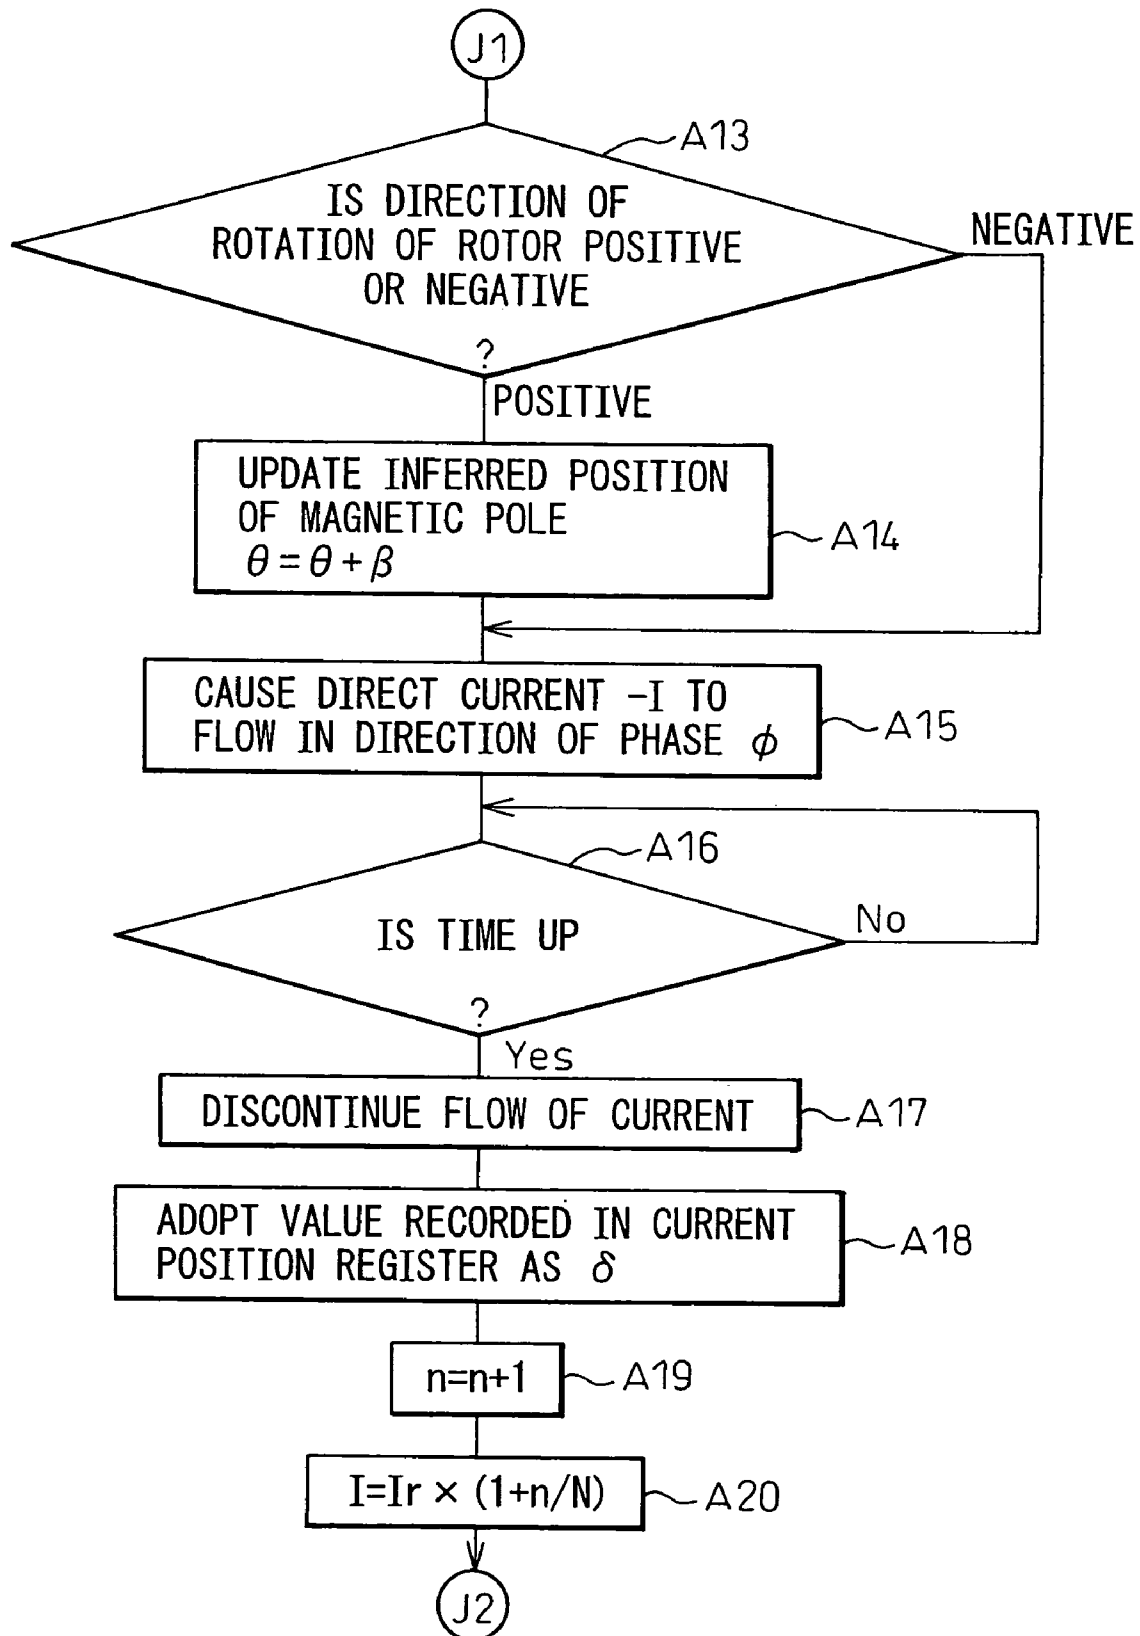 J1
A13
IS DIRECTION OF
ROTATION OF ROTOR POSITIVE
OR NEGATIVE
?
NEGATIVE
POSITIVE
UPDATE INFERRED POSITION
OF MAGNETIC POLE
θ = θ + β
A14
CAUSE DIRECT CURRENT -I TO
FLOW IN DIRECTION OF PHASE ϕ
A15
A16
IS TIME UP
?
No
Yes
DISCONTINUE FLOW OF CURRENT
A17
ADOPT VALUE RECORDED IN CURRENT
POSITION REGISTER AS δ
A18
n=n+1
A19
I=Ir × (1+n/N)
A20
J2